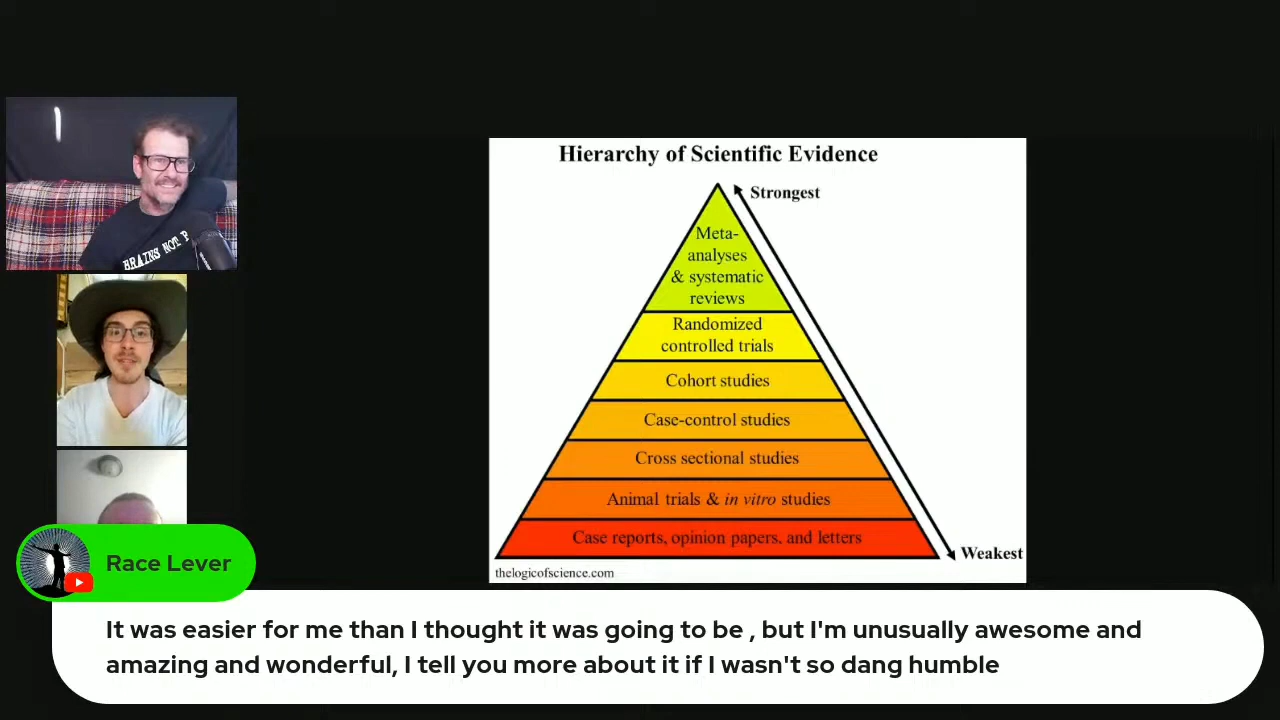 Hierarchy of Scientific Evidence
Strongest
Meta-
analyses
& systematic
reviews
Randomized
controlled trials
Cohort studies
Case-control studies
Cross sectional studies
Animal trials & in vitro studies
Case reports, opinion papers, and letters
Weakest
thelogicofscience.com
BRAINS NOT
Race Lever
It was easier for me than I thought it was going to be , but I'm unusually awesome and
amazing and wonderful, I tell you more about it if I wasn't so dang humble